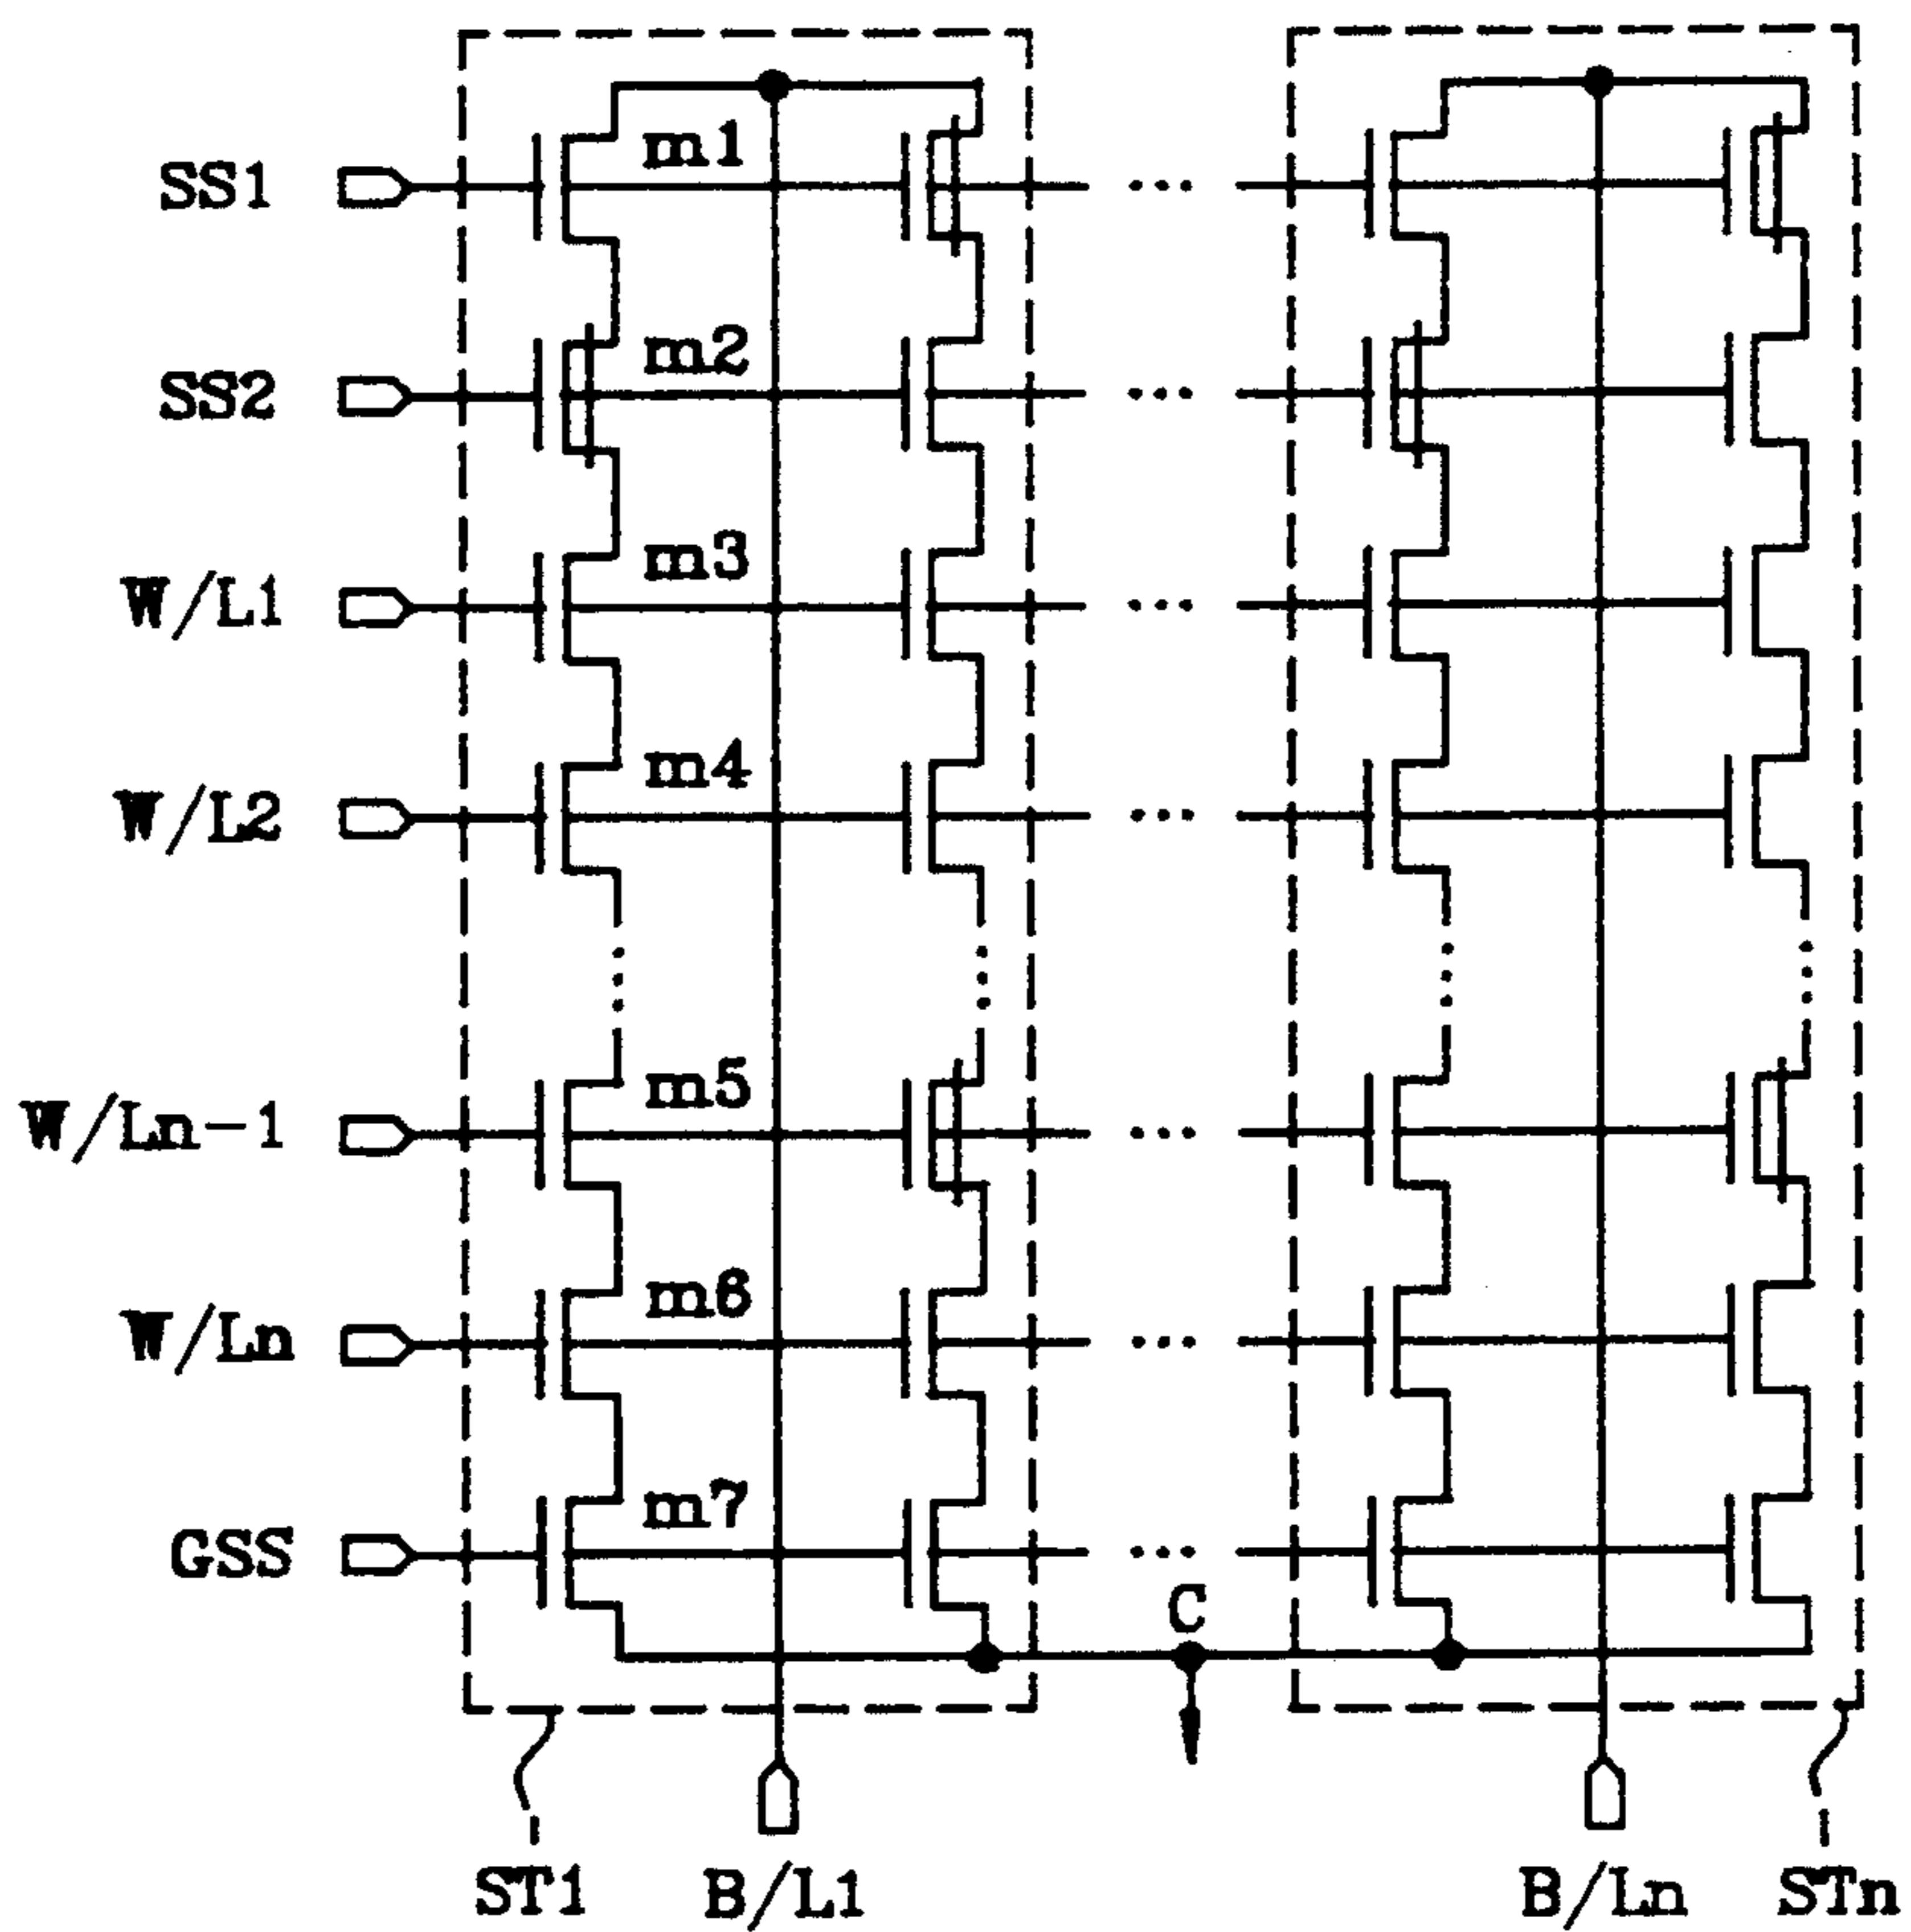 SS1
m1
SS2
m2
W/L1
m3
W/L2
m4
W/Ln-1
m5
W/Ln
m6
GSS
m7
C
ST1
B/L1
B/Ln
STn